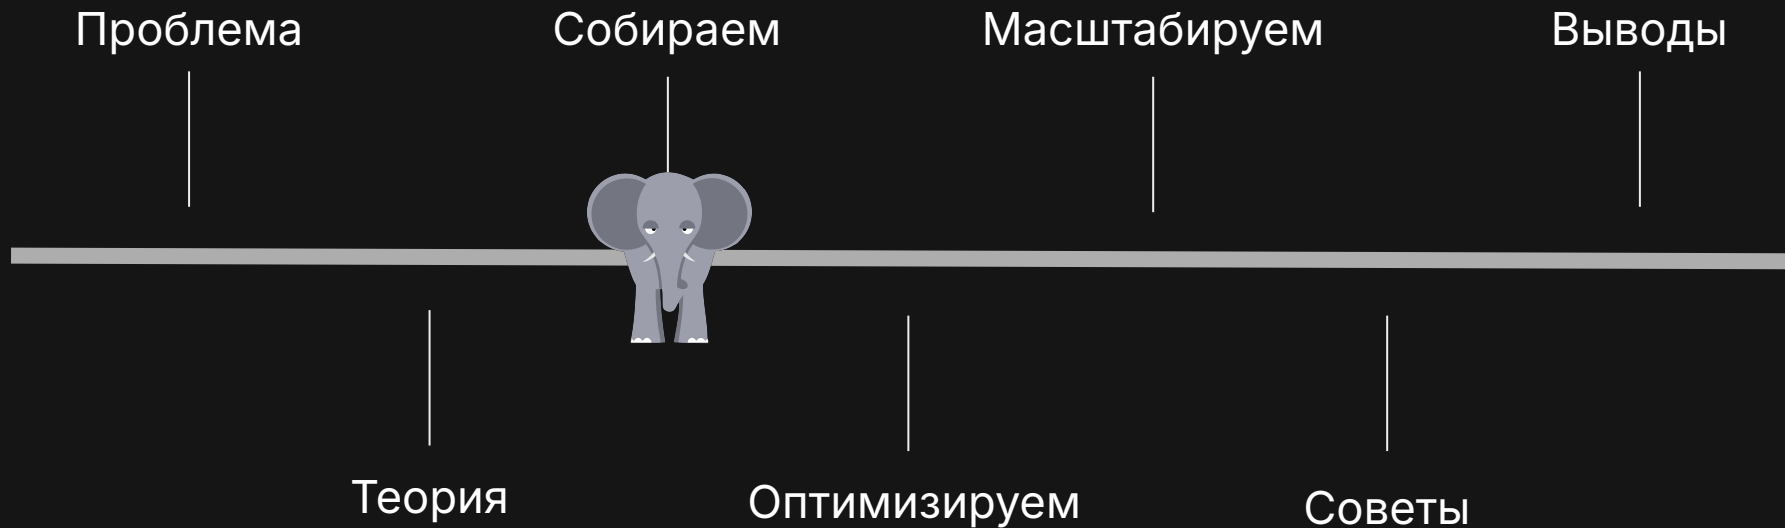 Проблема
Собираем
Масштабируем
Выводы
Теория
Оптимизируем
Советы